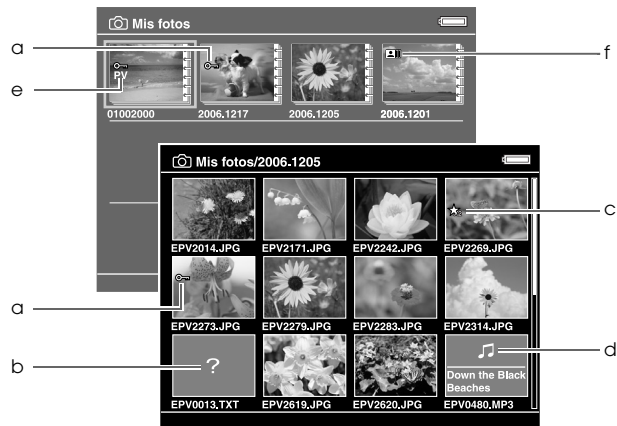 Mis fotos
a
f
e
PV
01002000
2006.1217
2006.1205
2006.1201
Mis fotos/2006.1205
c
EPV2014.JPG
EPV2171.JPG
EPV2242.JPG
EPV2269.JPG
a
EPV2273.JPG
EPV2279.JPG
EPV2283.JPG
EPV2314.JPG
b
?
d
Down the Black
Beaches
EPV0013.TXT
EPV2619.JPG
EPV2620.JPG
EPV0480.MP3